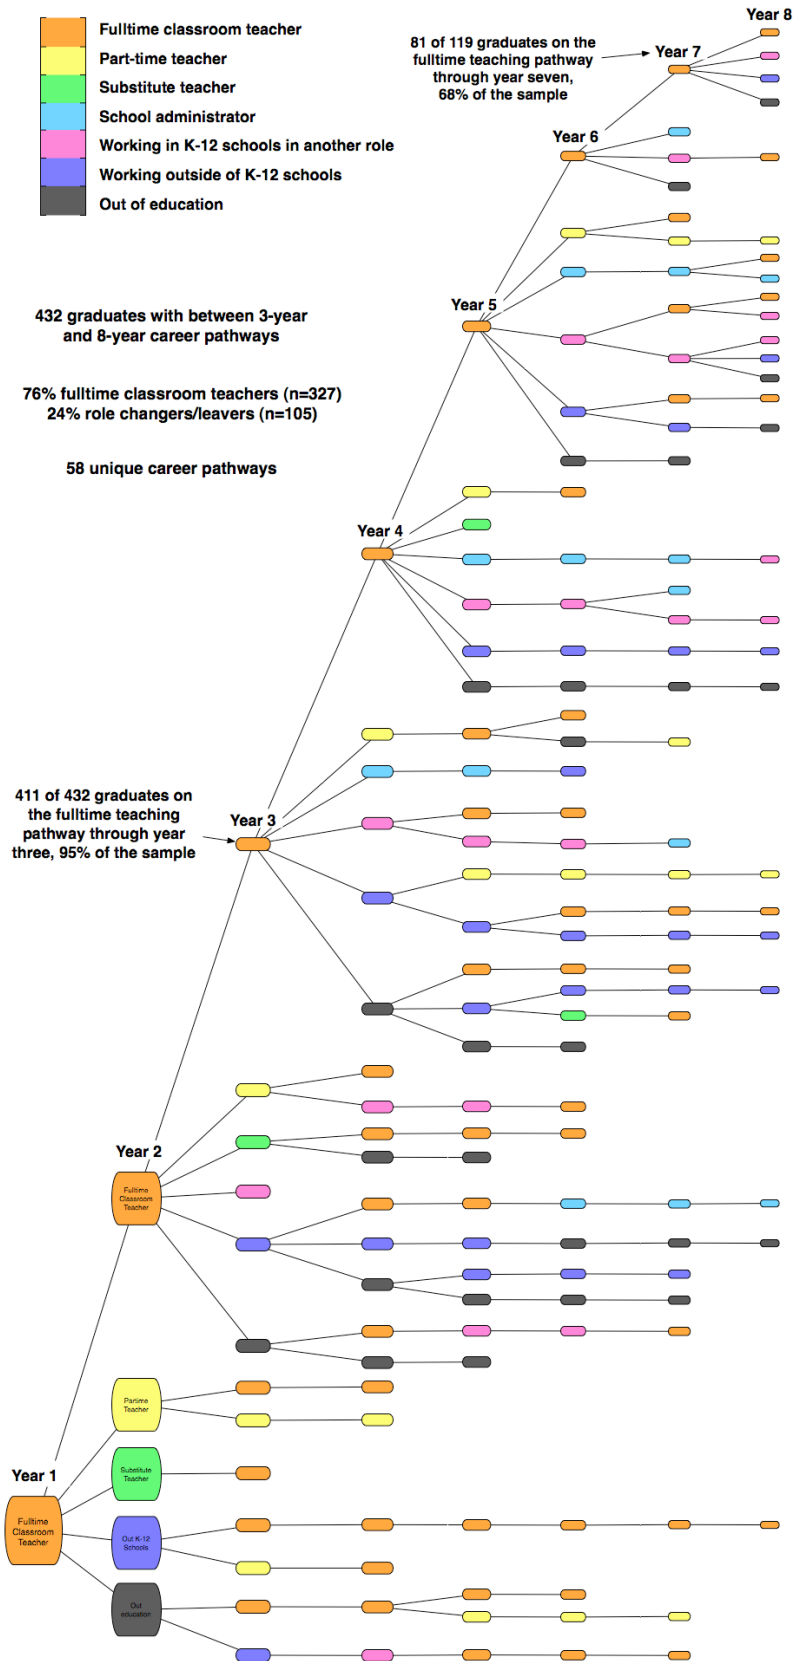 Fulltime classroom teacher
Part-time teacher
Substitute teacher
School administrator
Working in K-12 schools in another role
Working outside of K-12 schools
Out of education
Year 8
81 of 119 graduates on the
fulltime teaching pathway
through year seven,
68% of the sample
Year 7
Year 6
Year 5
432 graduates with between 3-year
and 8-year career pathways
76% fulltime classroom teachers (n=327)
24% role changers/leavers (n=105)
58 unique career pathways
Year 4
411 of 432 graduates on
the fulltime teaching
pathway through year
three, 95% of the sample
Year 3
Year 2
Fulltime
Classroom
Teacher
Partime
Teacher
Year 1
Substitute
Teacher
Fulltime
Classroom
Teacher
Out K-12
Schools
Out
education